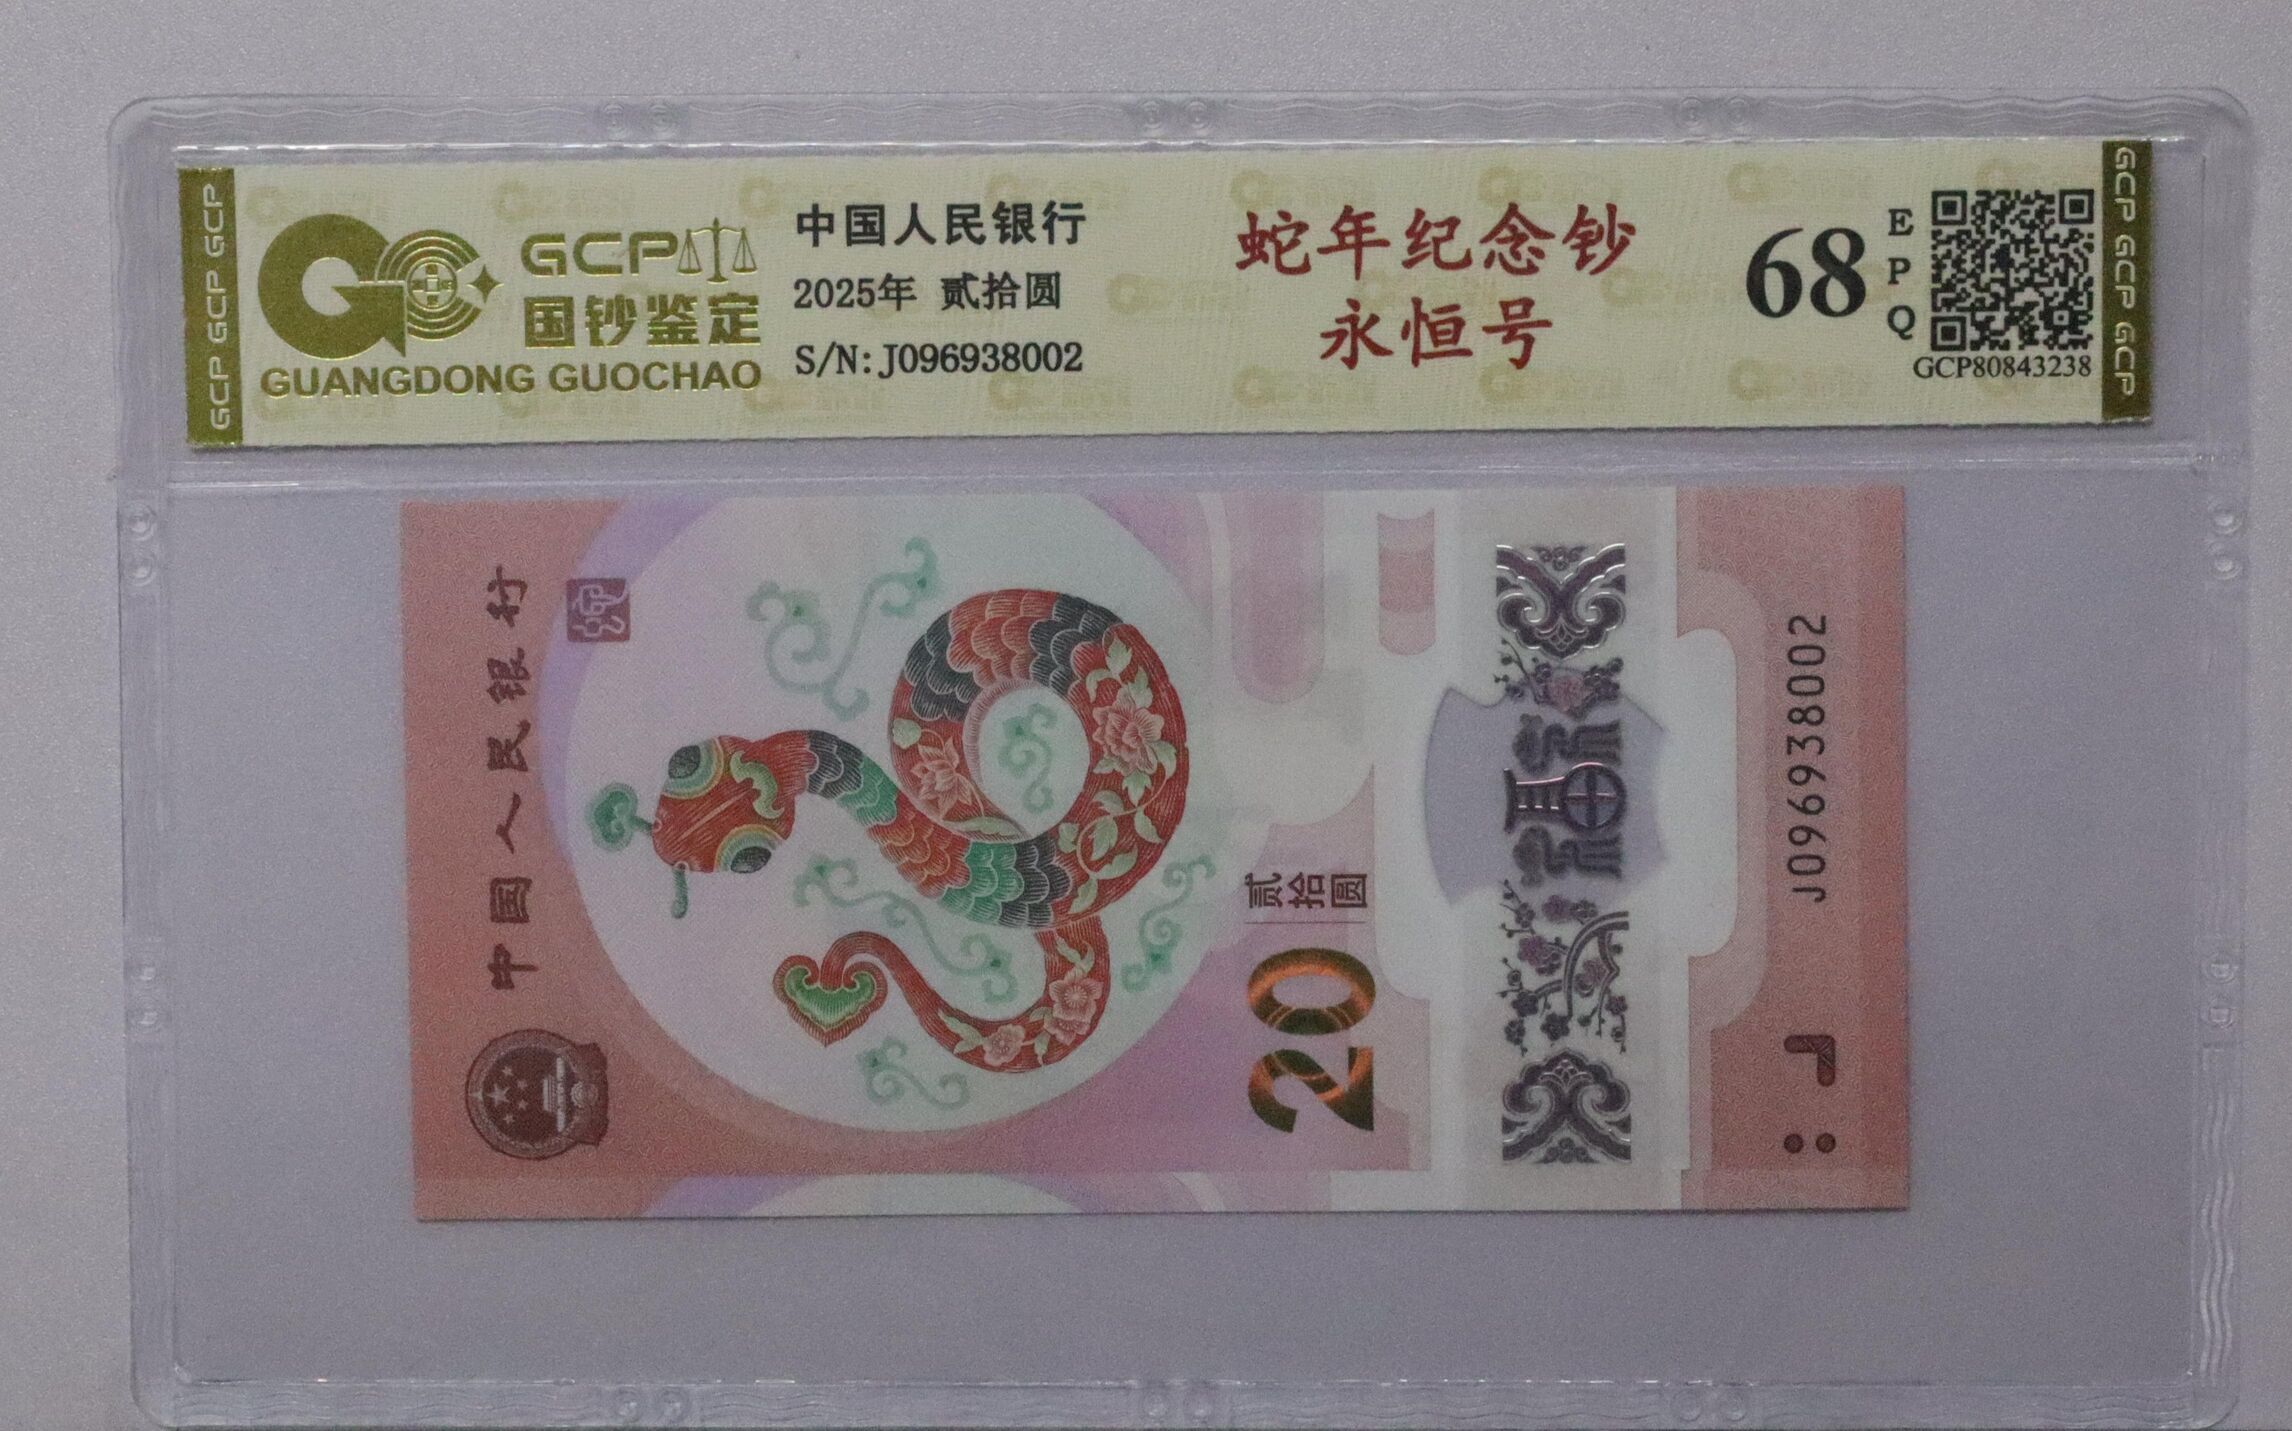 GCP GCP GCP
GCP
国钞鉴定
GUANGDONG GUOCHAO
中国人民银行
2025年 贰拾圆
S/N: J096938002
蛇年纪念钞
永恒号
68
EPQ
GCP80843238
GCP GCP GCP
中国人民银行
贰拾圆
20
福
J096938002